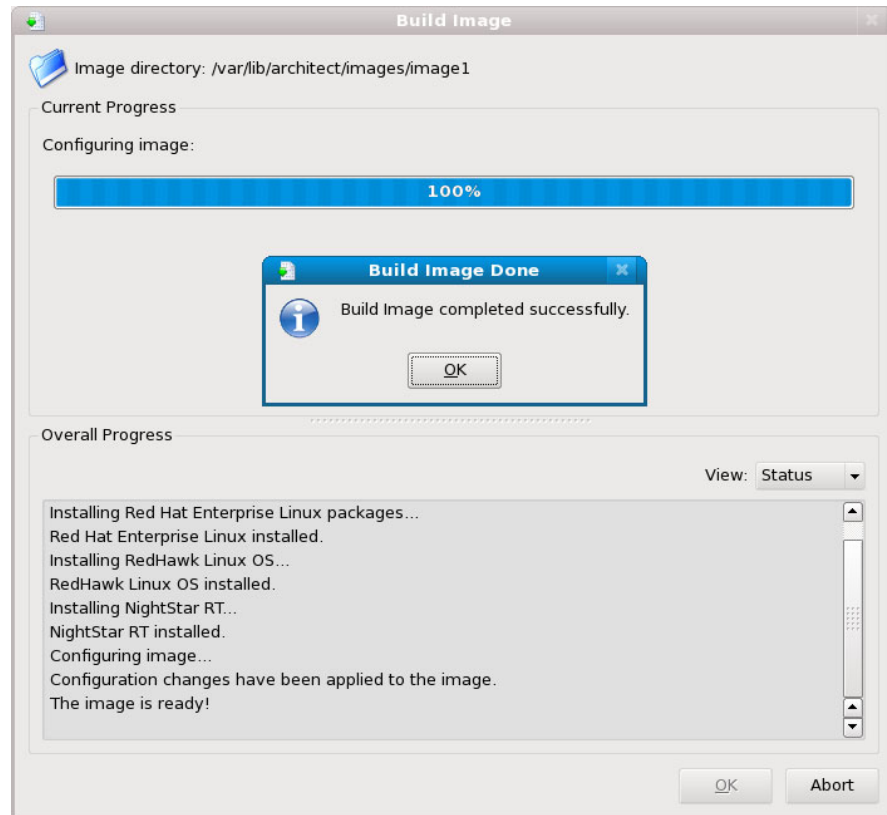 Build Image
Image directory: /var/lib/architect/images/image1
Current Progress
Configuring image:
100%
Build Image Done
Build Image completed successfully.
OK
Overall Progress
View: Status
Installing Red Hat Enterprise Linux packages...
Red Hat Enterprise Linux installed.
Installing RedHawk Linux OS...
RedHawk Linux OS installed.
Installing NightStar RT...
NightStar RT installed.
Configuring image...
Configuration changes have been applied to the image.
The image is ready!
OK Abort